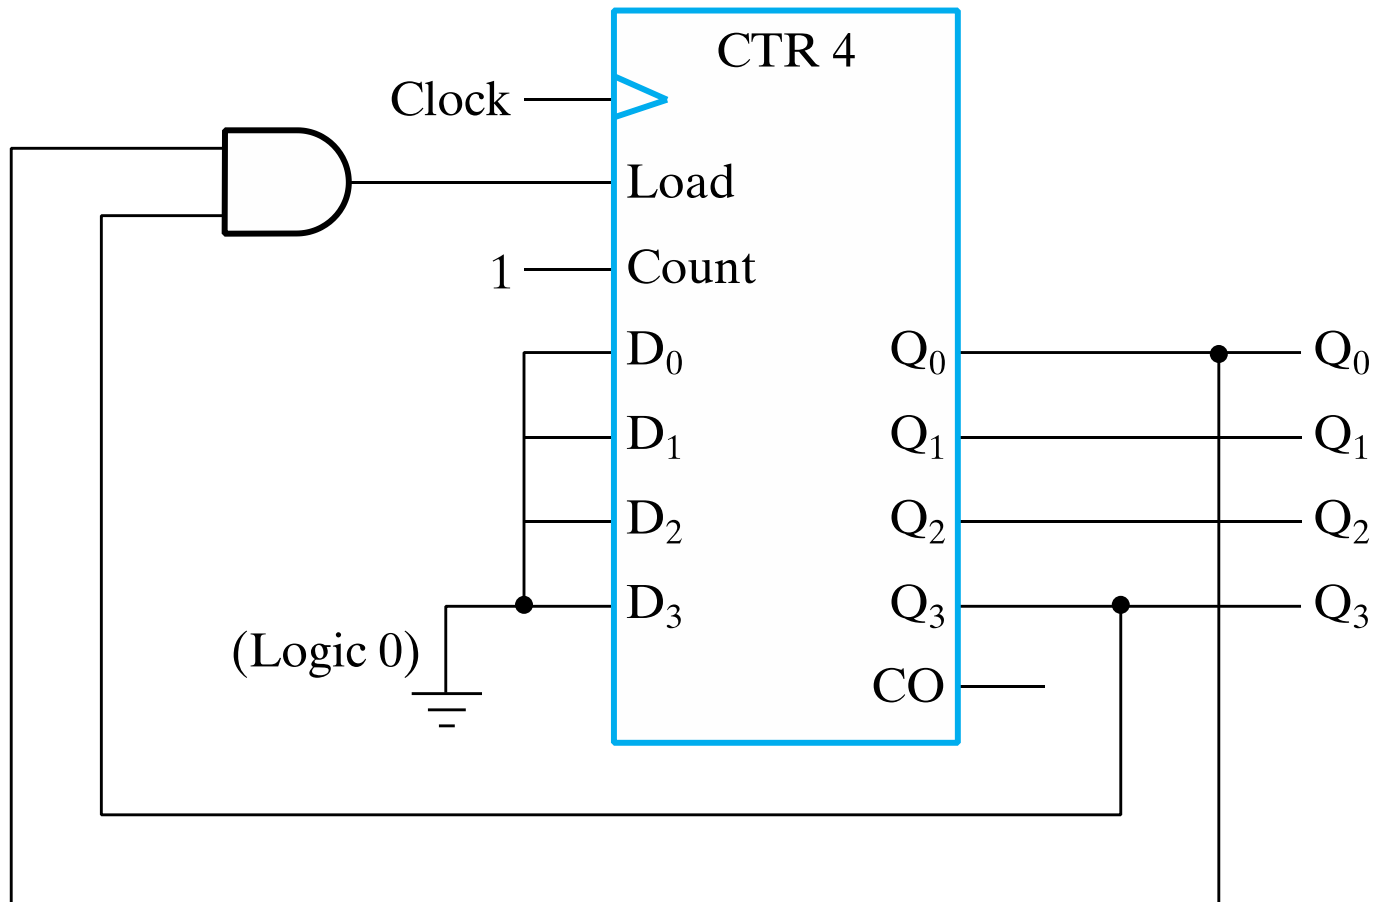 CTR 4
Clock
Load
1 Count
D₀ Q₀ Q₀
D₁ Q₁ Q₁
D₂ Q₂ Q₂
D₃ Q₃ Q₃
(Logic 0)
CO